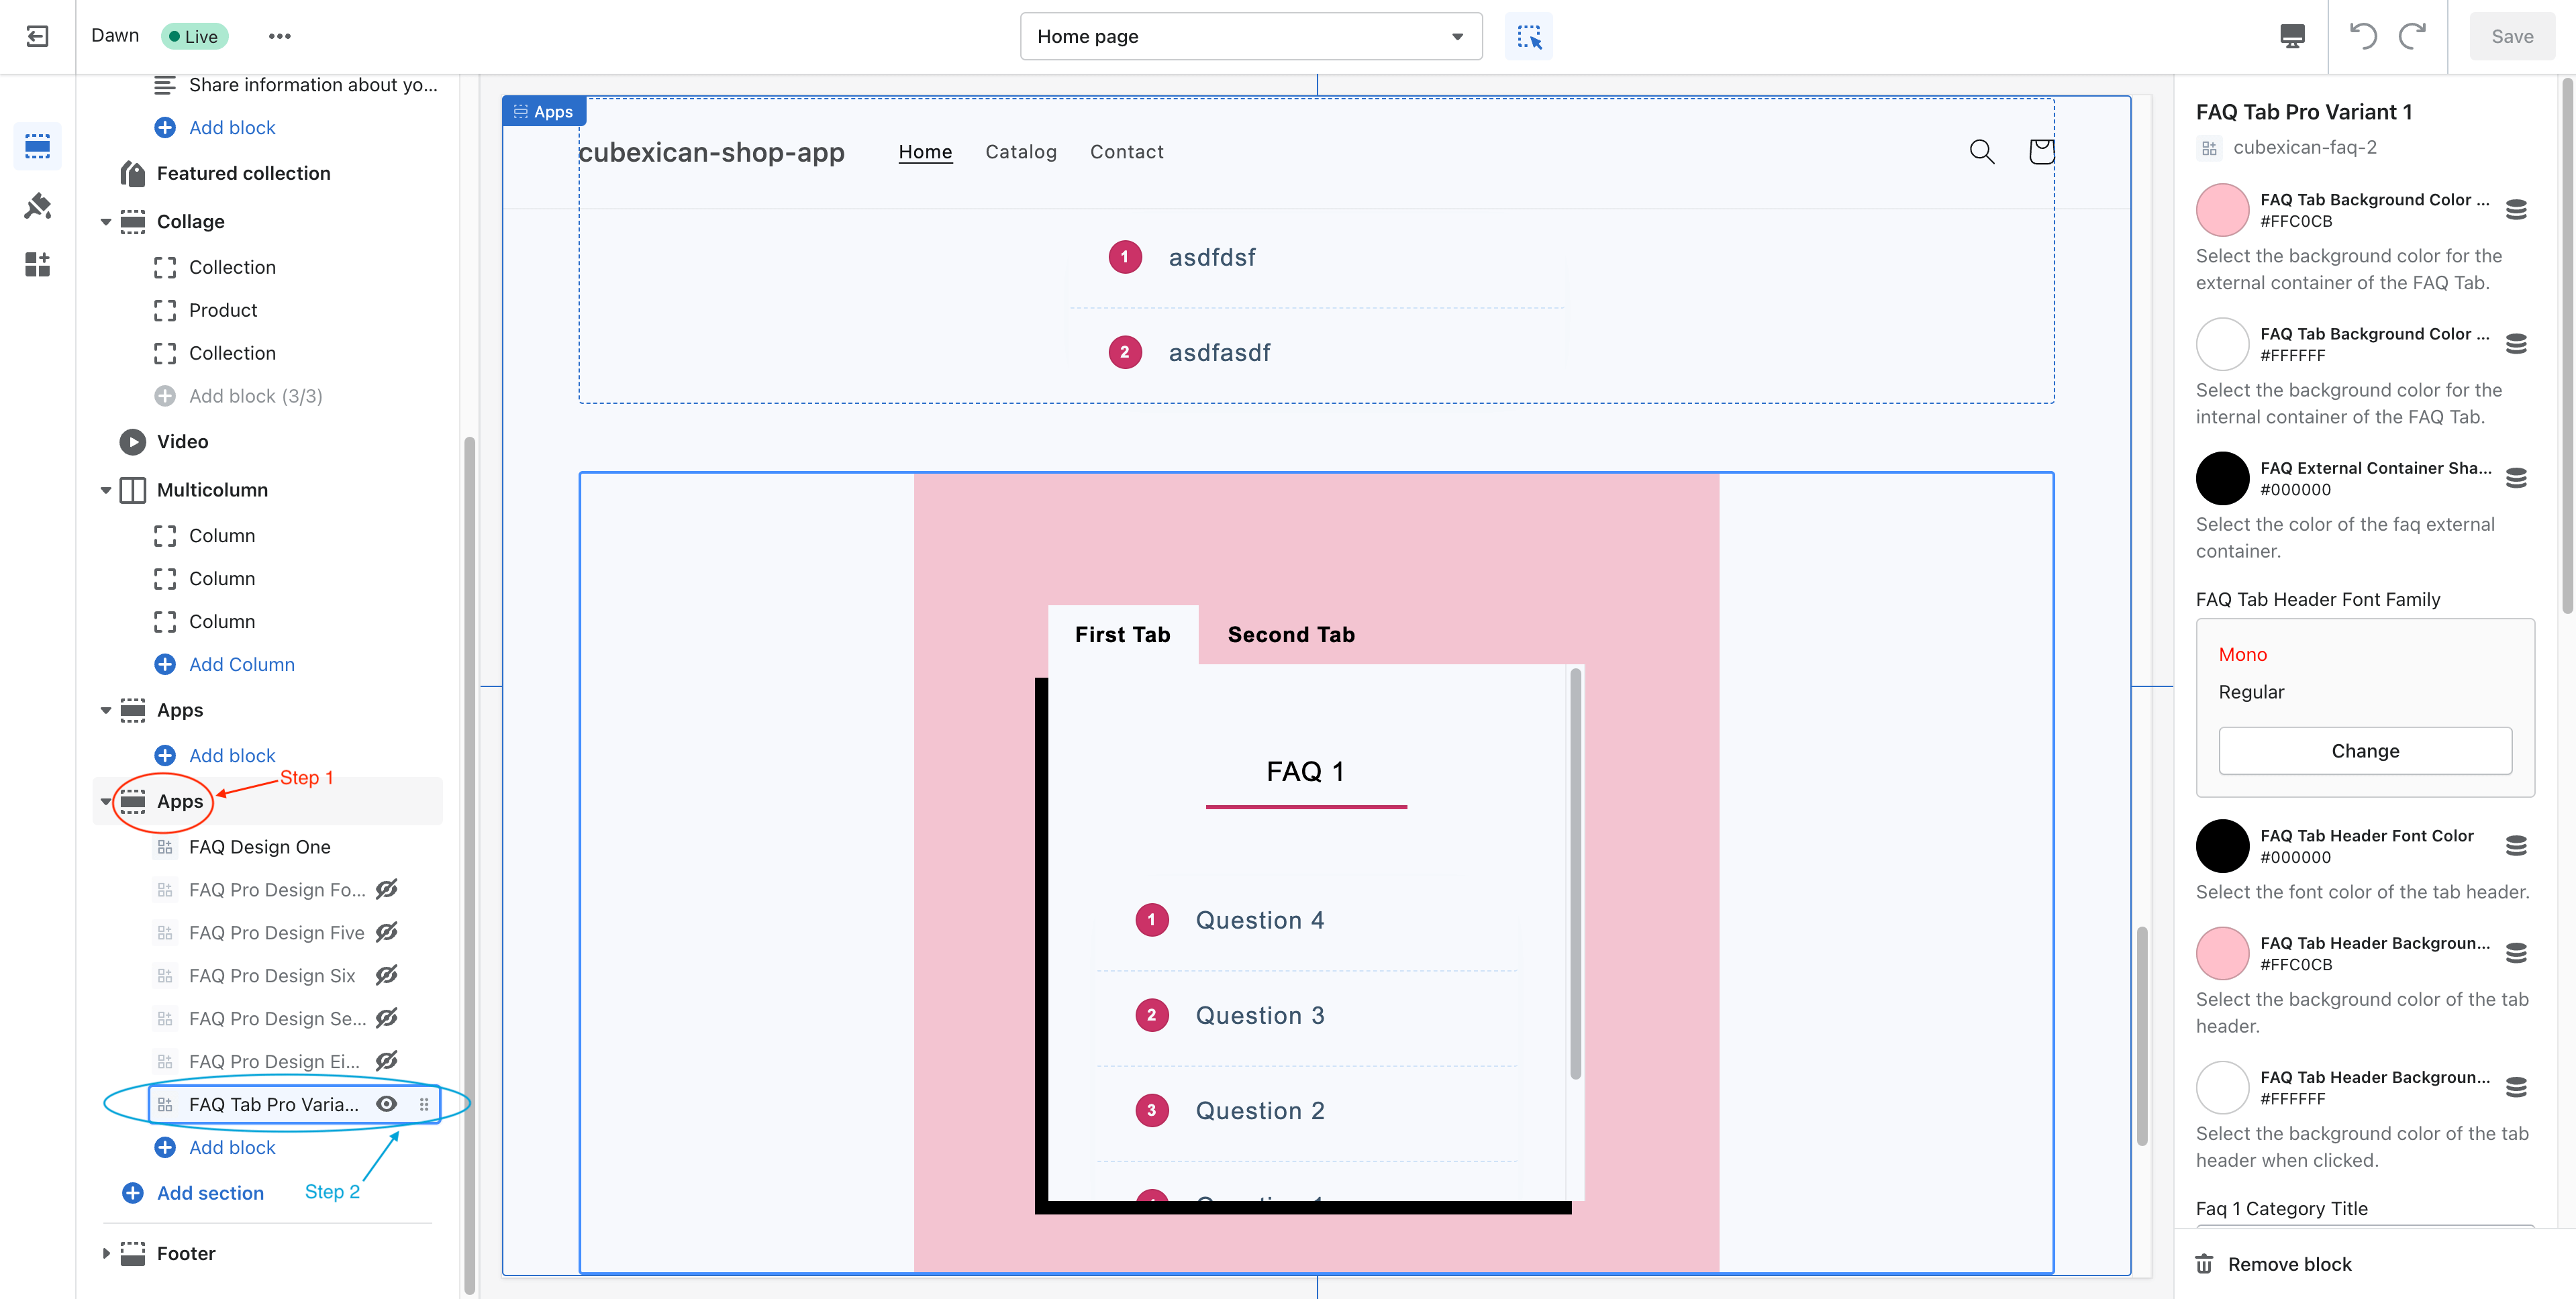 Dawn
Live
Home page
Save
Share information about yo...
Add block
Featured collection
Collage
Collection
Product
Collection
Add block (3/3)
Video
Multicolumn
Column
Column
Column
Add Column
Apps
Add block
Step 1
Apps
FAQ Design One
FAQ Pro Design Fo...
FAQ Pro Design Five
FAQ Pro Design Six
FAQ Pro Design Se...
FAQ Pro Design Ei...
FAQ Tab Pro Varia...
Add block
Add section
Step 2
Footer
Apps
cubexican-shop-app
Home
Catalog
Contact
1 asdfdsf
2 asdfasdf
First Tab
Second Tab
FAQ 1
1 Question 4
2 Question 3
3 Question 2
FAQ Tab Pro Variant 1
cubexican-faq-2
FAQ Tab Background Color ...
#FFC0CB
Select the background color for the
external container of the FAQ Tab.
FAQ Tab Background Color ...
#FFFFFF
Select the background color for the
internal container of the FAQ Tab.
FAQ External Container Sha...
#000000
Select the color of the faq external
container.
FAQ Tab Header Font Family
Mono
Regular
Change
FAQ Tab Header Font Color
#000000
Select the font color of the tab header.
FAQ Tab Header Backgroun...
#FFC0CB
Select the background color of the tab
header.
FAQ Tab Header Backgroun...
#FFFFFF
Select the background color of the tab
header when clicked.
Faq 1 Category Title
Remove block